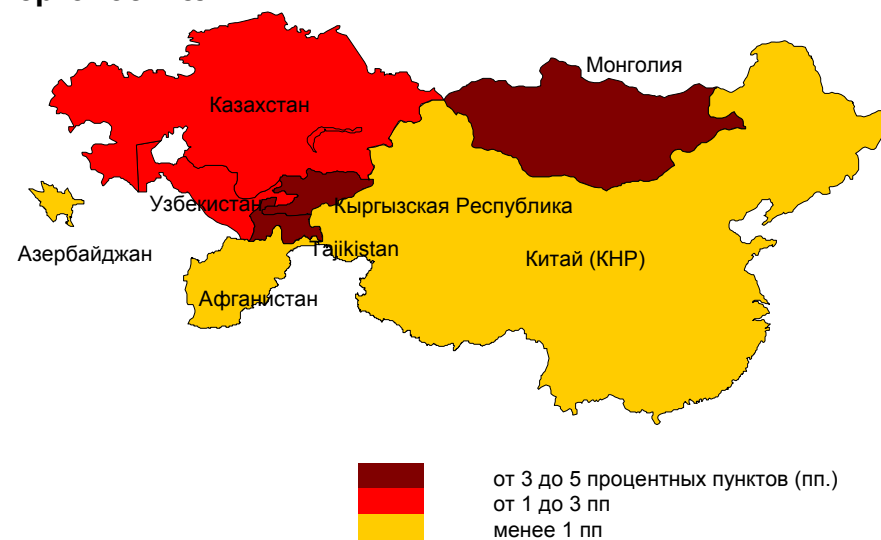 Монголия
Казахстан
Узбекистан
Кыргызская Республика
Азербайджан
Tajikistan
Китай (КНР)
Афганистан
от 3 до 5 процентных пунктов (пп.)
от 1 до 3 пп
менее 1 пп